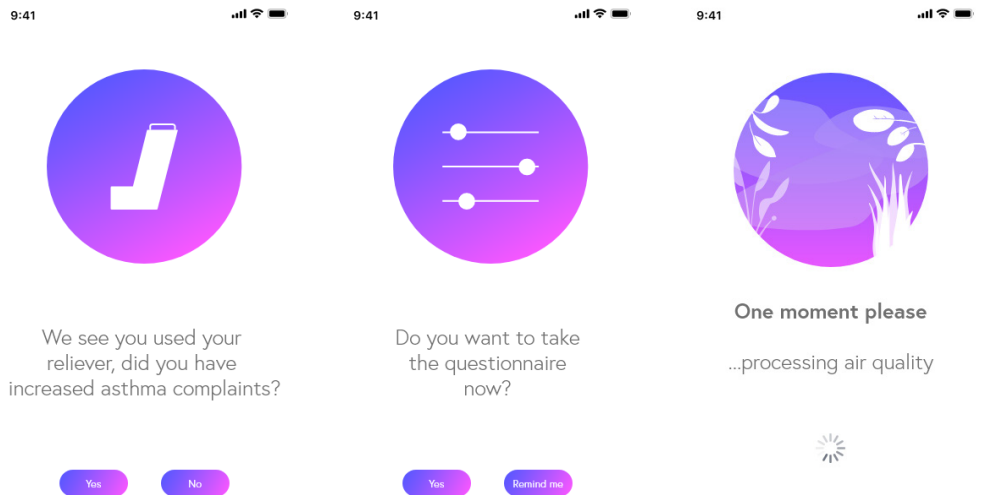 9:41
We see you used your
reliever, did you have
increased asthma complaints?
Yes
No
9:41
Do you want to take
the questionnaire
now?
Yes
Remind me
9:41
One moment please
...processing air quality